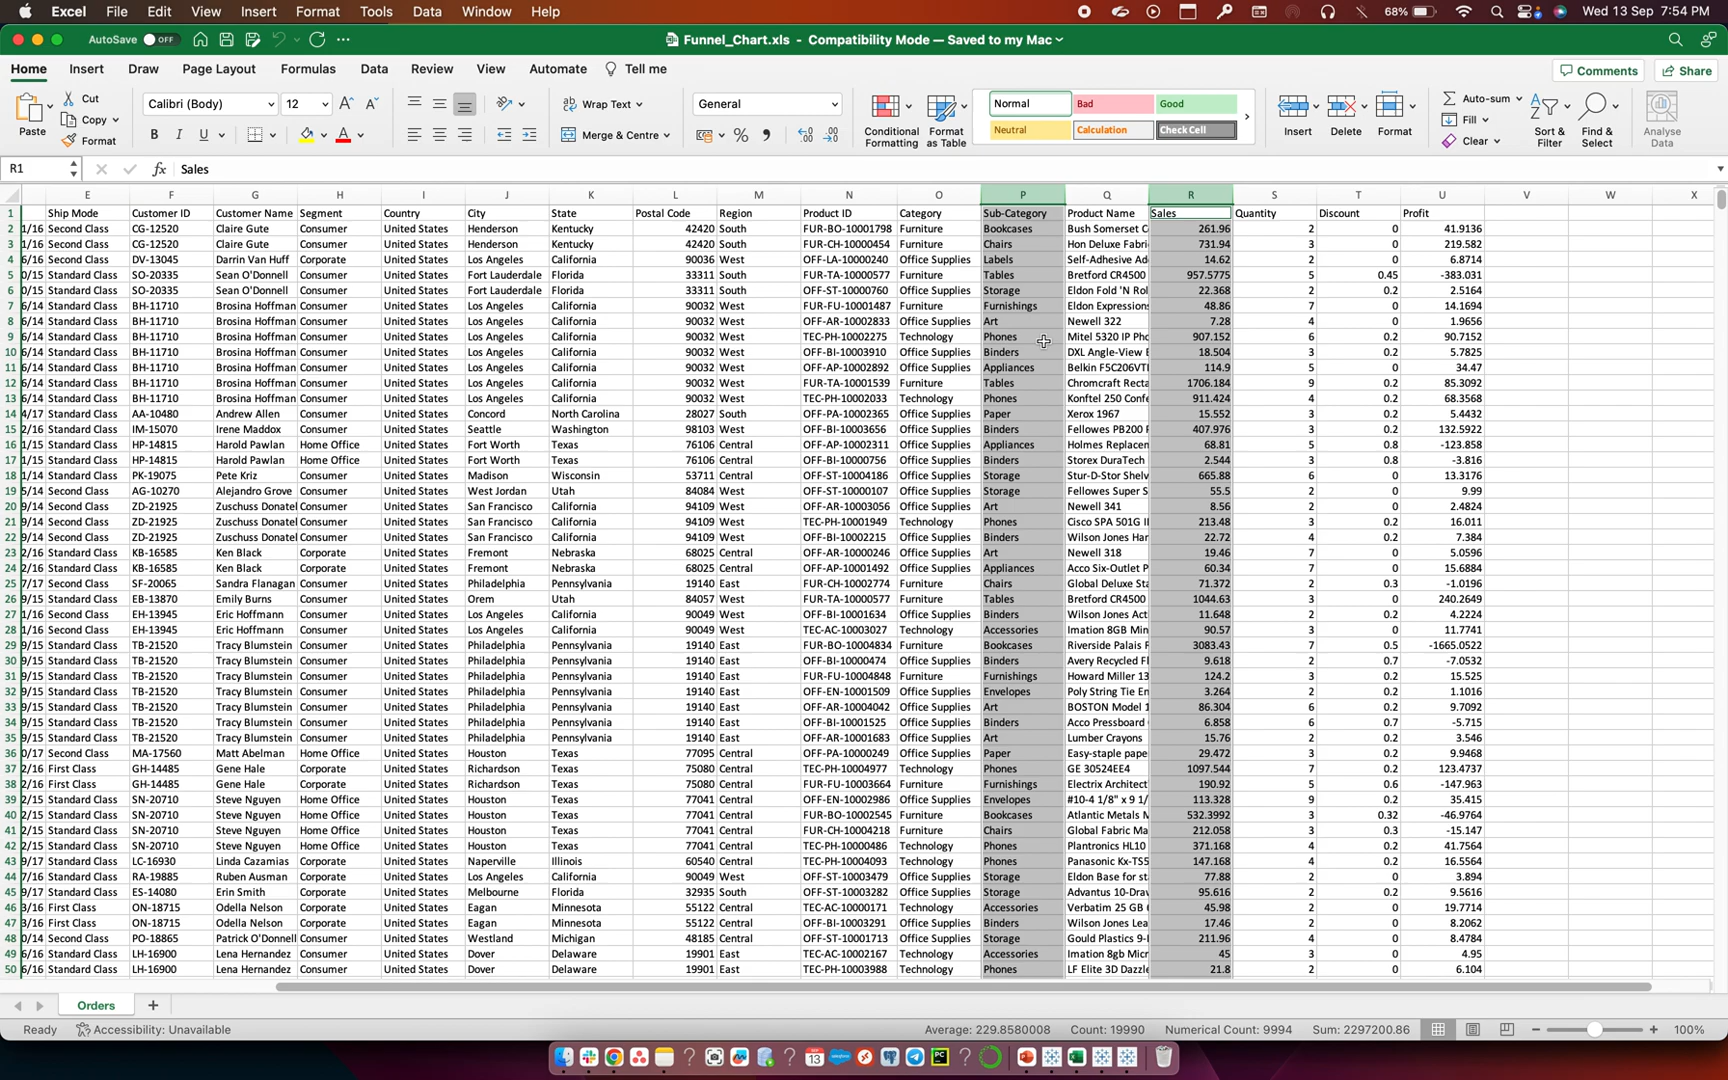 Excel File Edit View Insert Format Tools Data Window Help 68% Wed 13 Sep 7:54 PM
AutoSave OFF Funnel_Chart.xls - Compatibility Mode — Saved to my Mac
Home Insert Draw Page Layout Formulas Data Review View Automate Tell me Comments Share
Paste Cut Copy Format Calibri (Body) 12 Wrap Text Merge & Centre General Conditional Formatting Format as Table Normal Bad Good Neutral Calculation Check Cell Insert Delete Format Auto-sum Fill Clear Sort & Filter Find & Select Analyse Data
R1 fx Sales
E F G H I J K L M N O P Q R S T U V W X
1 Ship Mode Customer ID Customer Name Segment Country City State Postal Code Region Product ID Category Sub-Category Product Name Sales Quantity Discount Profit
2 1/16 Second Class CG-12520 Claire Gute Consumer United States Henderson Kentucky 42420 South FUR-BO-10001798 Furniture Bookcases Bush Somerset C 261.96 2 0 41.9136
3 1/16 Second Class CG-12520 Claire Gute Consumer United States Henderson Kentucky 42420 South FUR-CH-10000454 Furniture Chairs Hon Deluxe Fabri 731.94 3 0 219.582
4 6/16 Second Class DV-13045 Darrin Van Huff Corporate United States Los Angeles California 90036 West OFF-LA-10000240 Office Supplies Labels Self-Adhesive Ad 14.62 2 0 6.8714
5 0/15 Standard Class SO-20335 Sean O'Donnell Consumer United States Fort Lauderdale Florida 33311 South FUR-TA-10000577 Furniture Tables Bretford CR4500 957.5775 5 0.45 -383.031
6 0/15 Standard Class SO-20335 Sean O'Donnell Consumer United States Fort Lauderdale Florida 33311 South OFF-ST-10000760 Office Supplies Storage Eldon Fold 'N Rol 22.368 2 0.2 2.5164
7 6/14 Standard Class BH-11710 Brosina Hoffman Consumer United States Los Angeles California 90032 West FUR-FU-10001487 Furniture Furnishings Eldon Expressions 48.86 7 0 14.1694
8 6/14 Standard Class BH-11710 Brosina Hoffman Consumer United States Los Angeles California 90032 West OFF-AR-10002833 Office Supplies Art Newell 322 7.28 4 0 1.9656
9 6/14 Standard Class BH-11710 Brosina Hoffman Consumer United States Los Angeles California 90032 West TEC-PH-10002275 Technology Phones Mitel 5320 IP Pho 907.152 6 0.2 90.7152
10 6/14 Standard Class BH-11710 Brosina Hoffman Consumer United States Los Angeles California 90032 West OFF-BI-10003910 Office Supplies Binders DXL Angle-View B 18.504 3 0.2 5.7825
11 6/14 Standard Class BH-11710 Brosina Hoffman Consumer United States Los Angeles California 90032 West OFF-AP-10002892 Office Supplies Appliances Belkin F5C206VTI 114.9 5 0 34.47
12 6/14 Standard Class BH-11710 Brosina Hoffman Consumer United States Los Angeles California 90032 West FUR-TA-10001539 Furniture Tables Chromcraft Recta 1706.184 9 0.2 85.3092
13 6/14 Standard Class BH-11710 Brosina Hoffman Consumer United States Los Angeles California 90032 West TEC-PH-10002033 Technology Phones Konftel 250 Confe 911.424 4 0.2 68.3568
14 4/17 Standard Class AA-10480 Andrew Allen Consumer United States Concord North Carolina 28027 South OFF-PA-10002365 Office Supplies Paper Xerox 1967 15.552 3 0.2 5.4432
15 2/16 Standard Class IM-15070 Irene Maddox Consumer United States Seattle Washington 98103 West OFF-BI-10003656 Office Supplies Binders Fellowes PB200 P 407.976 3 0.2 132.5922
16 1/15 Standard Class HP-14815 Harold Pawlan Home Office United States Fort Worth Texas 76106 Central OFF-AP-10002311 Office Supplies Appliances Holmes Replacen 68.81 5 0.8 -123.858
17 1/15 Standard Class HP-14815 Harold Pawlan Home Office United States Fort Worth Texas 76106 Central OFF-BI-10000756 Office Supplies Binders Storex DuraTech 2.544 3 0.8 -3.816
18 1/14 Standard Class PK-19075 Pete Kriz Consumer United States Madison Wisconsin 53711 Central OFF-ST-10004186 Office Supplies Storage Stur-D-Stor Shelv 665.88 6 0 13.3176
19 5/14 Second Class AG-10270 Alejandro Grove Consumer United States West Jordan Utah 84084 West OFF-ST-10000107 Office Supplies Storage Fellowes Super S 55.5 2 0 9.99
20 9/14 Second Class ZD-21925 Zuschuss Donatel Consumer United States San Francisco California 94109 West OFF-AR-10003056 Office Supplies Art Newell 341 8.56 2 0 2.4824
21 9/14 Second Class ZD-21925 Zuschuss Donatel Consumer United States San Francisco California 94109 West TEC-PH-10001949 Technology Phones Cisco SPA 501G II 213.48 3 0.2 16.011
22 9/14 Second Class ZD-21925 Zuschuss Donatel Consumer United States San Francisco California 94109 West OFF-BI-10002215 Office Supplies Binders Wilson Jones Har 22.72 4 0.2 7.384
23 2/16 Standard Class KB-16585 Ken Black Corporate United States Fremont Nebraska 68025 Central OFF-AR-10000246 Office Supplies Art Newell 318 19.46 7 0 5.0596
24 2/16 Standard Class KB-16585 Ken Black Corporate United States Fremont Nebraska 68025 Central OFF-AP-10001492 Office Supplies Appliances Acco Six-Outlet P 60.34 7 0 15.6884
25 7/17 Second Class SF-20065 Sandra Flanagan Consumer United States Philadelphia Pennsylvania 19140 East FUR-CH-10002774 Furniture Chairs Global Deluxe Sta 71.372 2 0.3 -1.0196
26 9/15 Standard Class EB-13870 Emily Burns Consumer United States Orem Utah 84057 West FUR-TA-10000577 Furniture Tables Bretford CR4500 1044.63 3 0 240.2649
27 1/16 Second Class EH-13945 Eric Hoffmann Consumer United States Los Angeles California 90049 West OFF-BI-10001634 Office Supplies Binders Wilson Jones Act 11.648 2 0.2 4.2224
28 1/16 Second Class EH-13945 Eric Hoffmann Consumer United States Los Angeles California 90049 West TEC-AC-10003027 Technology Accessories Imation 8GB Min 90.57 3 0 11.7741
29 9/15 Standard Class TB-21520 Tracy Blumstein Consumer United States Philadelphia Pennsylvania 19140 East FUR-BO-10004834 Furniture Bookcases Riverside Palais R 3083.43 7 0.5 -1665.0522
30 9/15 Standard Class TB-21520 Tracy Blumstein Consumer United States Philadelphia Pennsylvania 19140 East OFF-BI-10000474 Office Supplies Binders Avery Recycled Fl 9.618 2 0.7 -7.0532
31 9/15 Standard Class TB-21520 Tracy Blumstein Consumer United States Philadelphia Pennsylvania 19140 East FUR-FU-10004848 Furniture Furnishings Howard Miller 13 124.2 3 0.2 15.525
32 9/15 Standard Class TB-21520 Tracy Blumstein Consumer United States Philadelphia Pennsylvania 19140 East OFF-EN-10001509 Office Supplies Envelopes Poly String Tie En 3.264 2 0.2 1.1016
33 9/15 Standard Class TB-21520 Tracy Blumstein Consumer United States Philadelphia Pennsylvania 19140 East OFF-AR-10004042 Office Supplies Art BOSTON Model 1 86.304 6 0.2 9.7092
34 9/15 Standard Class TB-21520 Tracy Blumstein Consumer United States Philadelphia Pennsylvania 19140 East OFF-BI-10001525 Office Supplies Binders Acco Pressboard 6.858 6 0.7 -5.715
35 9/15 Standard Class TB-21520 Tracy Blumstein Consumer United States Philadelphia Pennsylvania 19140 East OFF-AR-10001683 Office Supplies Art Lumber Crayons 15.76 2 0.2 3.546
36 0/17 Second Class MA-17560 Matt Abelman Home Office United States Houston Texas 77095 Central OFF-PA-10000249 Office Supplies Paper Easy-staple pape 29.472 3 0.2 9.9468
37 2/16 First Class GH-14485 Gene Hale Corporate United States Richardson Texas 75080 Central TEC-PH-10004977 Technology Phones GE 30524EE4 1097.544 7 0.2 123.4737
38 2/16 First Class GH-14485 Gene Hale Corporate United States Richardson Texas 75080 Central FUR-FU-10003664 Furniture Furnishings Electrix Architect 190.92 5 0.6 -147.963
39 2/15 Standard Class SN-20710 Steve Nguyen Home Office United States Houston Texas 77041 Central OFF-EN-10002986 Office Supplies Envelopes #10-4 1/8" x 9 1/ 113.328 9 0.2 35.415
40 2/15 Standard Class SN-20710 Steve Nguyen Home Office United States Houston Texas 77041 Central FUR-BO-10002545 Furniture Bookcases Atlantic Metals M 532.3992 3 0.32 -46.9764
41 2/15 Standard Class SN-20710 Steve Nguyen Home Office United States Houston Texas 77041 Central FUR-CH-10004218 Furniture Chairs Global Fabric Ma 212.058 3 0.3 -15.147
42 2/15 Standard Class SN-20710 Steve Nguyen Home Office United States Houston Texas 77041 Central TEC-PH-10000486 Technology Phones Plantronics HL10 371.168 4 0.2 41.7564
43 9/17 Standard Class LC-16930 Linda Cazamias Corporate United States Naperville Illinois 60540 Central TEC-PH-10004093 Technology Phones Panasonic Kx-TS5 147.168 4 0.2 16.5564
44 7/16 Standard Class RA-19885 Ruben Ausman Corporate United States Los Angeles California 90049 West OFF-ST-10003479 Office Supplies Storage Eldon Base for st 77.88 2 0 3.894
45 9/17 Standard Class ES-14080 Erin Smith Corporate United States Melbourne Florida 32935 South OFF-ST-10003282 Office Supplies Storage Advantus 10-Drav 95.616 2 0.2 9.5616
46 3/16 First Class ON-18715 Odella Nelson Corporate United States Eagan Minnesota 55122 Central TEC-AC-10000171 Technology Accessories Verbatim 25 GB 45.98 2 0 19.7714
47 3/16 First Class ON-18715 Odella Nelson Corporate United States Eagan Minnesota 55122 Central OFF-BI-10003291 Office Supplies Binders Wilson Jones Lea 17.46 2 0 8.2062
48 0/14 Second Class PO-18865 Patrick O'Donnell Consumer United States Westland Michigan 48185 Central OFF-ST-10001713 Office Supplies Storage Gould Plastics 9-I 211.96 4 0 8.4784
49 6/16 Standard Class LH-16900 Lena Hernandez Consumer United States Dover Delaware 19901 East TEC-AC-10002167 Technology Accessories Imation 8gb Micr 45 3 0 4.95
50 6/16 Standard Class LH-16900 Lena Hernandez Consumer United States Dover Delaware 19901 East TEC-PH-10003988 Technology Phones LF Elite 3D Dazzle 21.8 2 0 6.104
Orders
Ready Accessibility: Unavailable Average: 229.8580008 Count: 19990 Numerical Count: 9994 Sum: 2297200.86 100%